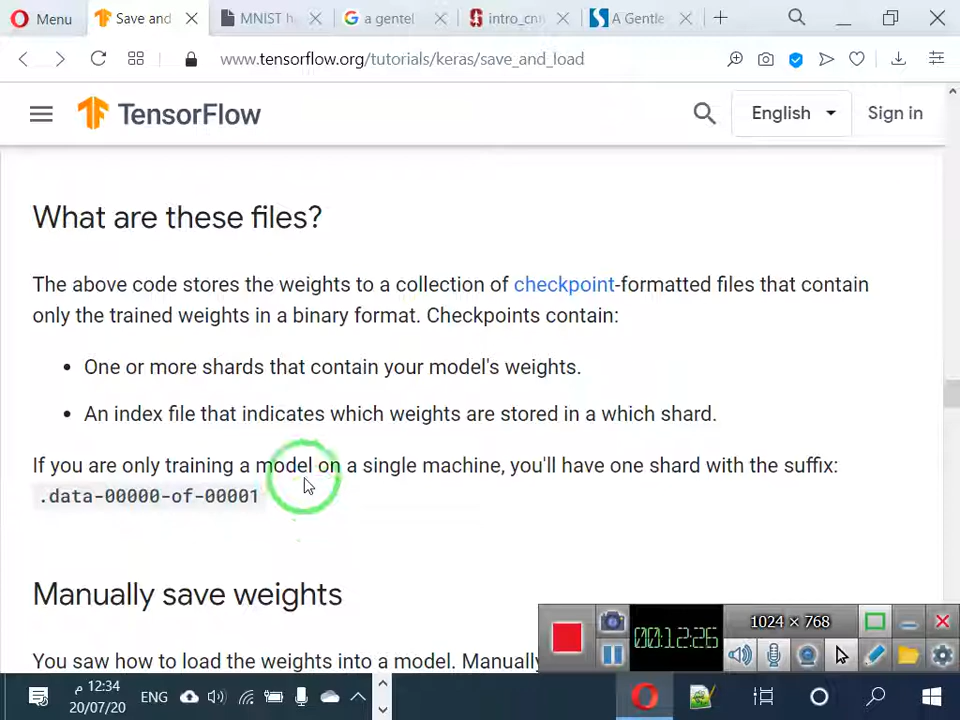 Menu
Save and
MNIST h
a gentel
intro_cnn
A Gentle
www.tensorflow.org/tutorials/keras/save_and_load
TensorFlow
English
Sign in
What are these files?
The above code stores the weights to a collection of checkpoint-formatted files that contain
only the trained weights in a binary format. Checkpoints contain:
• One or more shards that contain your model's weights.
• An index file that indicates which weights are stored in a which shard.
If you are only training a model on a single machine, you'll have one shard with the suffix:
.data-00000-of-00001
Manually save weights
You saw how to load the weights into a model. Manually
00:12:26
1024 × 768
12:34 م
20/07/20
ENG